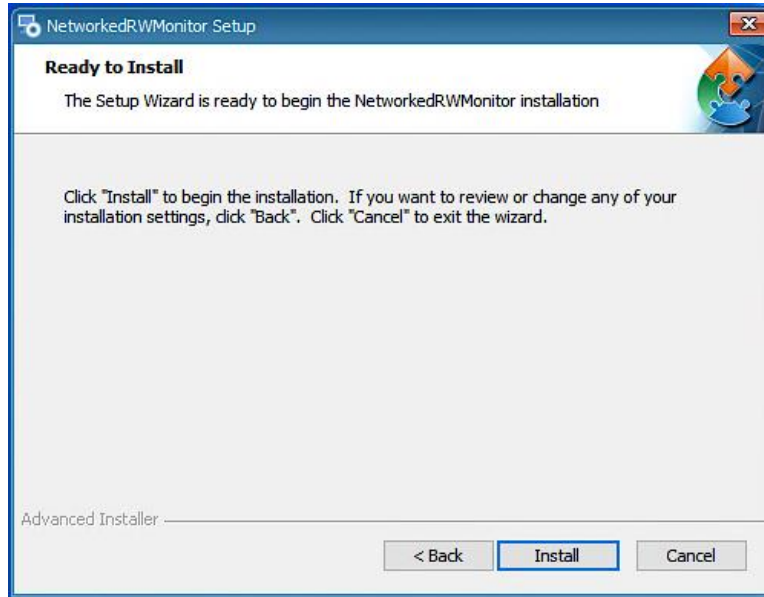 NetworkedRWMonitor Setup
Ready to Install
The Setup Wizard is ready to begin the NetworkedRWMonitor installation
Click "Install" to begin the installation.  If you want to review or change any of your
installation settings, click "Back".  Click "Cancel" to exit the wizard.
Advanced Installer
< Back
Install
Cancel